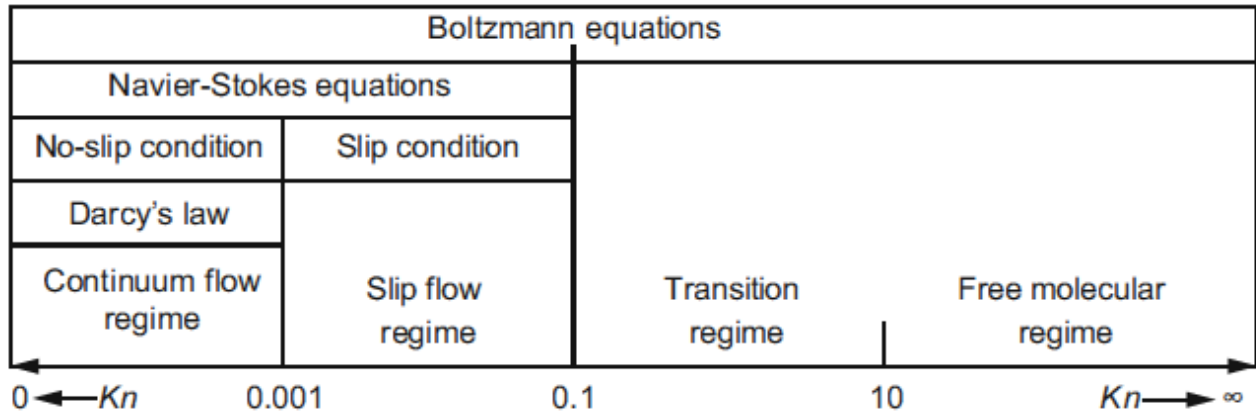 Boltzmann equations
Navier-Stokes equations
No-slip condition
Slip condition
Darcy's law
Continuum flow
regime
Slip flow
regime
Transition
regime
Free molecular
regime
0 Kn 0.001 0.1 10 Kn ∞